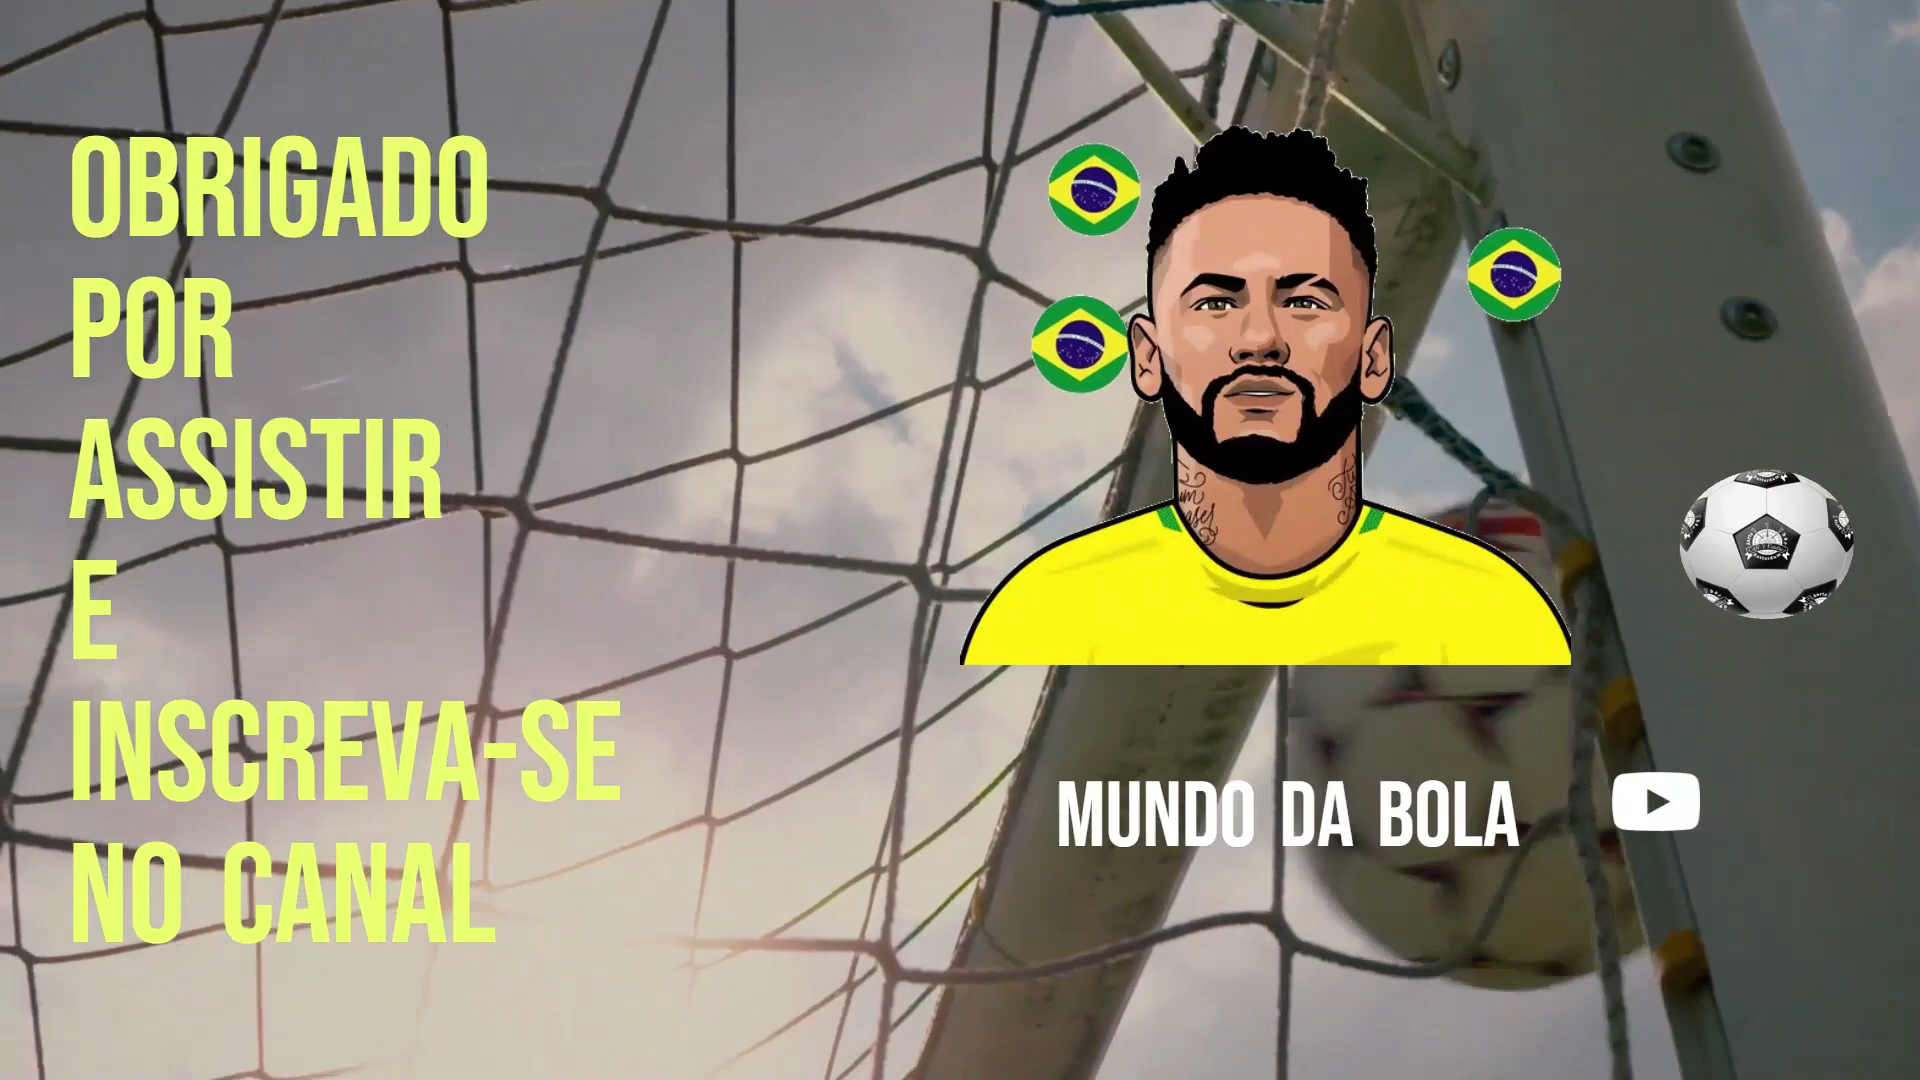 OBRIGADO
POR
ASSISTIR
E
INSCREVA-SE
NO CANAL
MUNDO DA BOLA